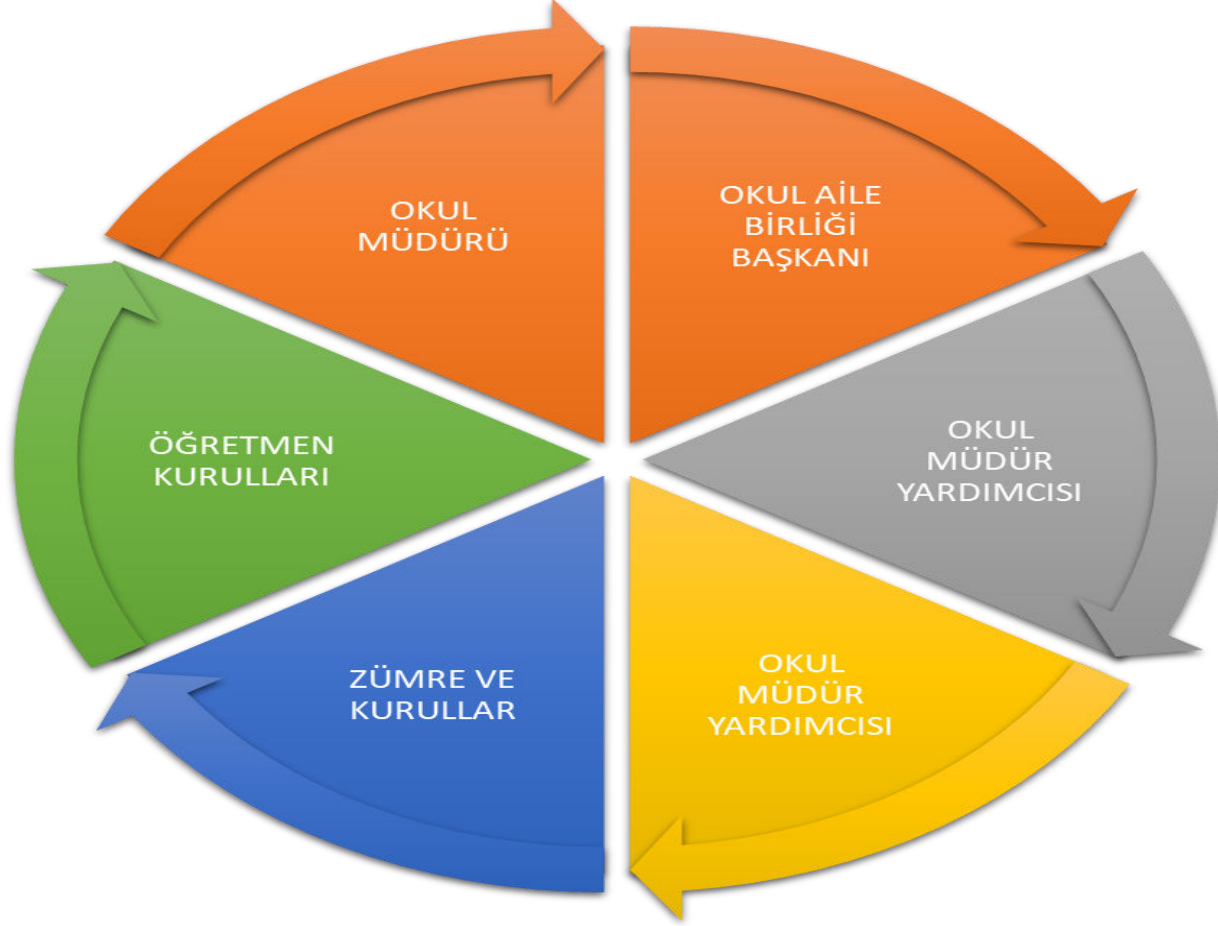 OKUL
MÜDÜRÜ
OKUL AİLE
BİRLİĞİ
BAŞKANI
OKUL
MÜDÜR
YARDIMCISI
OKUL
MÜDÜR
YARDIMCISI
ZÜMRE VE
KURULLAR
ÖĞRETMEN
KURULLARI